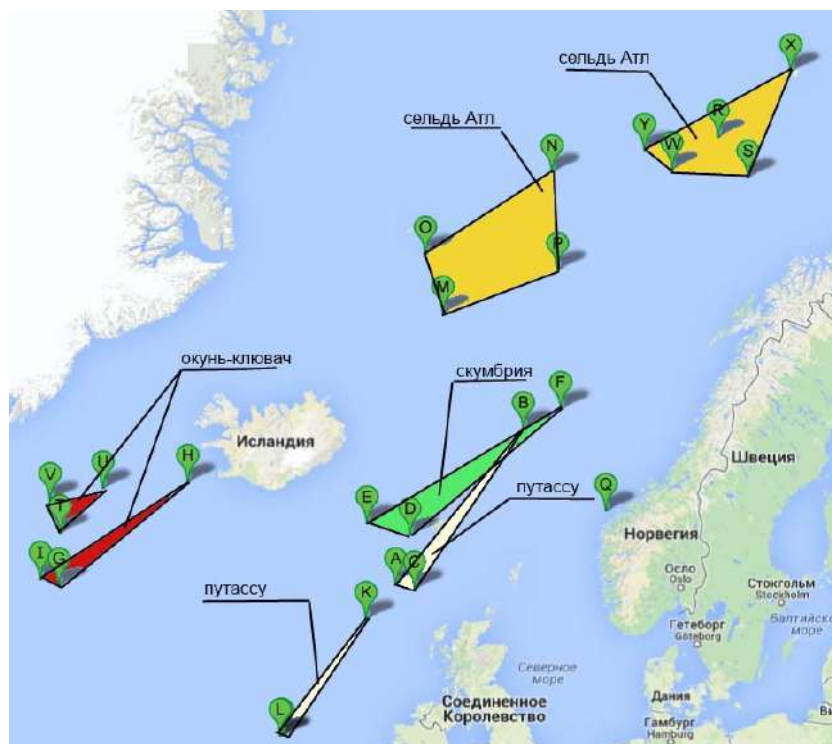 X
сельдь Атл
Y
R
W
S
сельдь Атл
N
O
P
M
окунь-клювач
скумбрия
F
B
Исландия
H
U
V
T
E
D
путассу
Q
Швеция
Норвегия
I
G
A
C
Осло
Oslo
Стокгольм
Stockholm
путассу
K
Гетеборг
Göteborg
Балтийское
море
Северное
море
L
Соединенное
Королевство
Дания
Гамбург
Hamburg
Ви